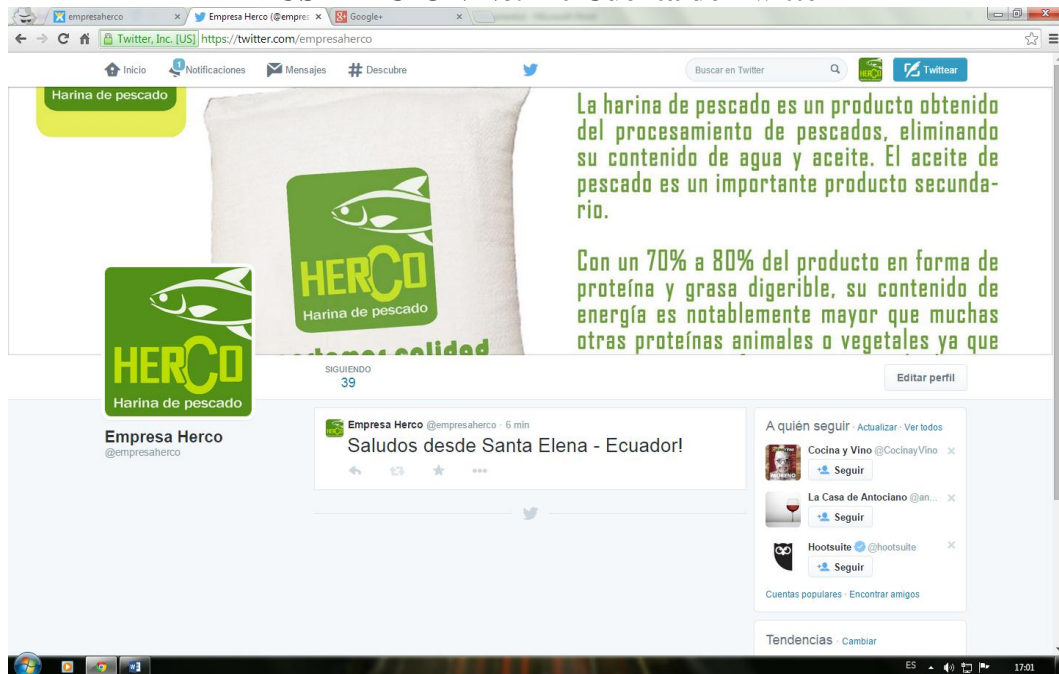 empresaherco
Empresa Herco (@empres
Google+
Twitter, Inc. [US] https://twitter.com/empresaherco
Inicio
1
Notificaciones
Mensajes
Descubre
Buscar en Twitter
Twittear
Harina de pescado
La harina de pescado es un producto obtenido
del procesamiento de pescados, eliminando
su contenido de agua y aceite. El aceite de
pescado es un importante producto secunda-
rio.
Con un 70% a 80% del producto en forma de
proteína y grasa digerible, su contenido de
energía es notablemente mayor que muchas
otras proteínas animales o vegetales ya que
HERCO
Harina de pescado
calidad
HERCO
Harina de pescado
SIGUIENDO
39
Editar perfil
Empresa Herco
@empresaherco
Empresa Herco @empresaherco · 6 min
Saludos desde Santa Elena - Ecuador!
A quién seguir · Actualizar · Ver todos
Cocina y Vino @CocinayVino
Seguir
La Casa de Antociano @an...
Seguir
Hootsuite @hootsuite
Seguir
Cuentas populares · Encontrar amigos
Tendencias · Cambiar
ES
17:01